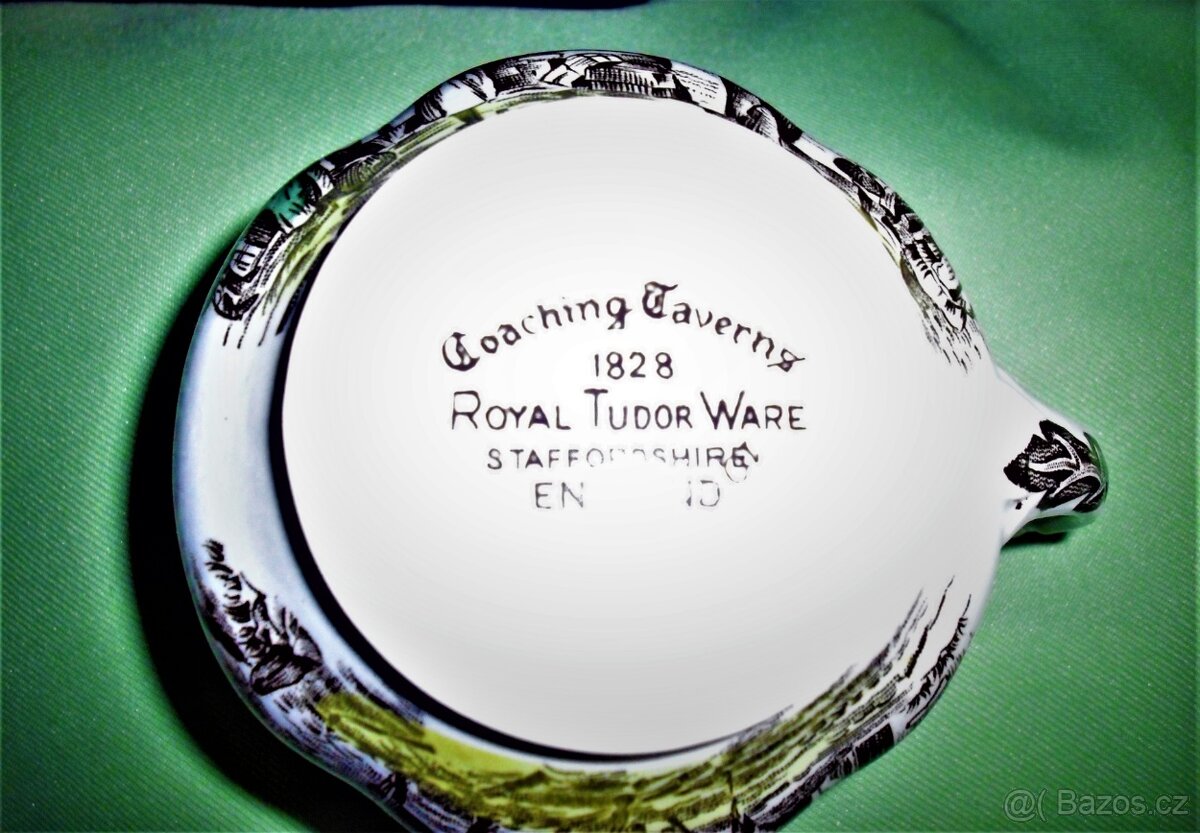 Coaching Taverns
1828
ROYAL TUDOR WARE
STAFFORDSHIRE
@( Bazos.cz